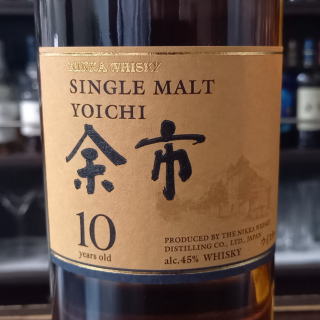 NIKKA WHISKY
SINGLE MALT
YOICHI
余市
10
years old
PRODUCED BY THE NIKKA WHISKY
DISTILLING CO., LTD., JAPAN
alc.45% WHISKY